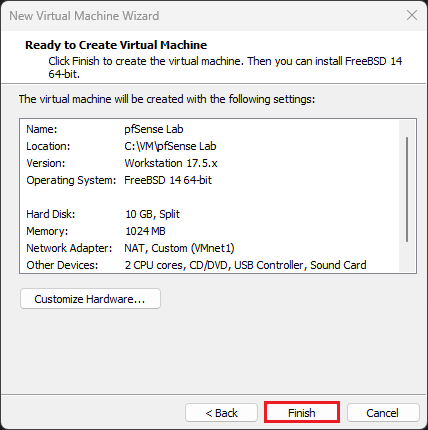 New Virtual Machine Wizard
Ready to Create Virtual Machine
Click Finish to create the virtual machine. Then you can install FreeBSD 14
64-bit.
The virtual machine will be created with the following settings:
Name: pfSense Lab
Location: C:\VM\pfSense Lab
Version: Workstation 17.5.x
Operating System: FreeBSD 14 64-bit
Hard Disk: 10 GB, Split
Memory: 1024 MB
Network Adapter: NAT, Custom (VMnet1)
Other Devices: 2 CPU cores, CD/DVD, USB Controller, Sound Card
Customize Hardware...
< Back Finish Cancel